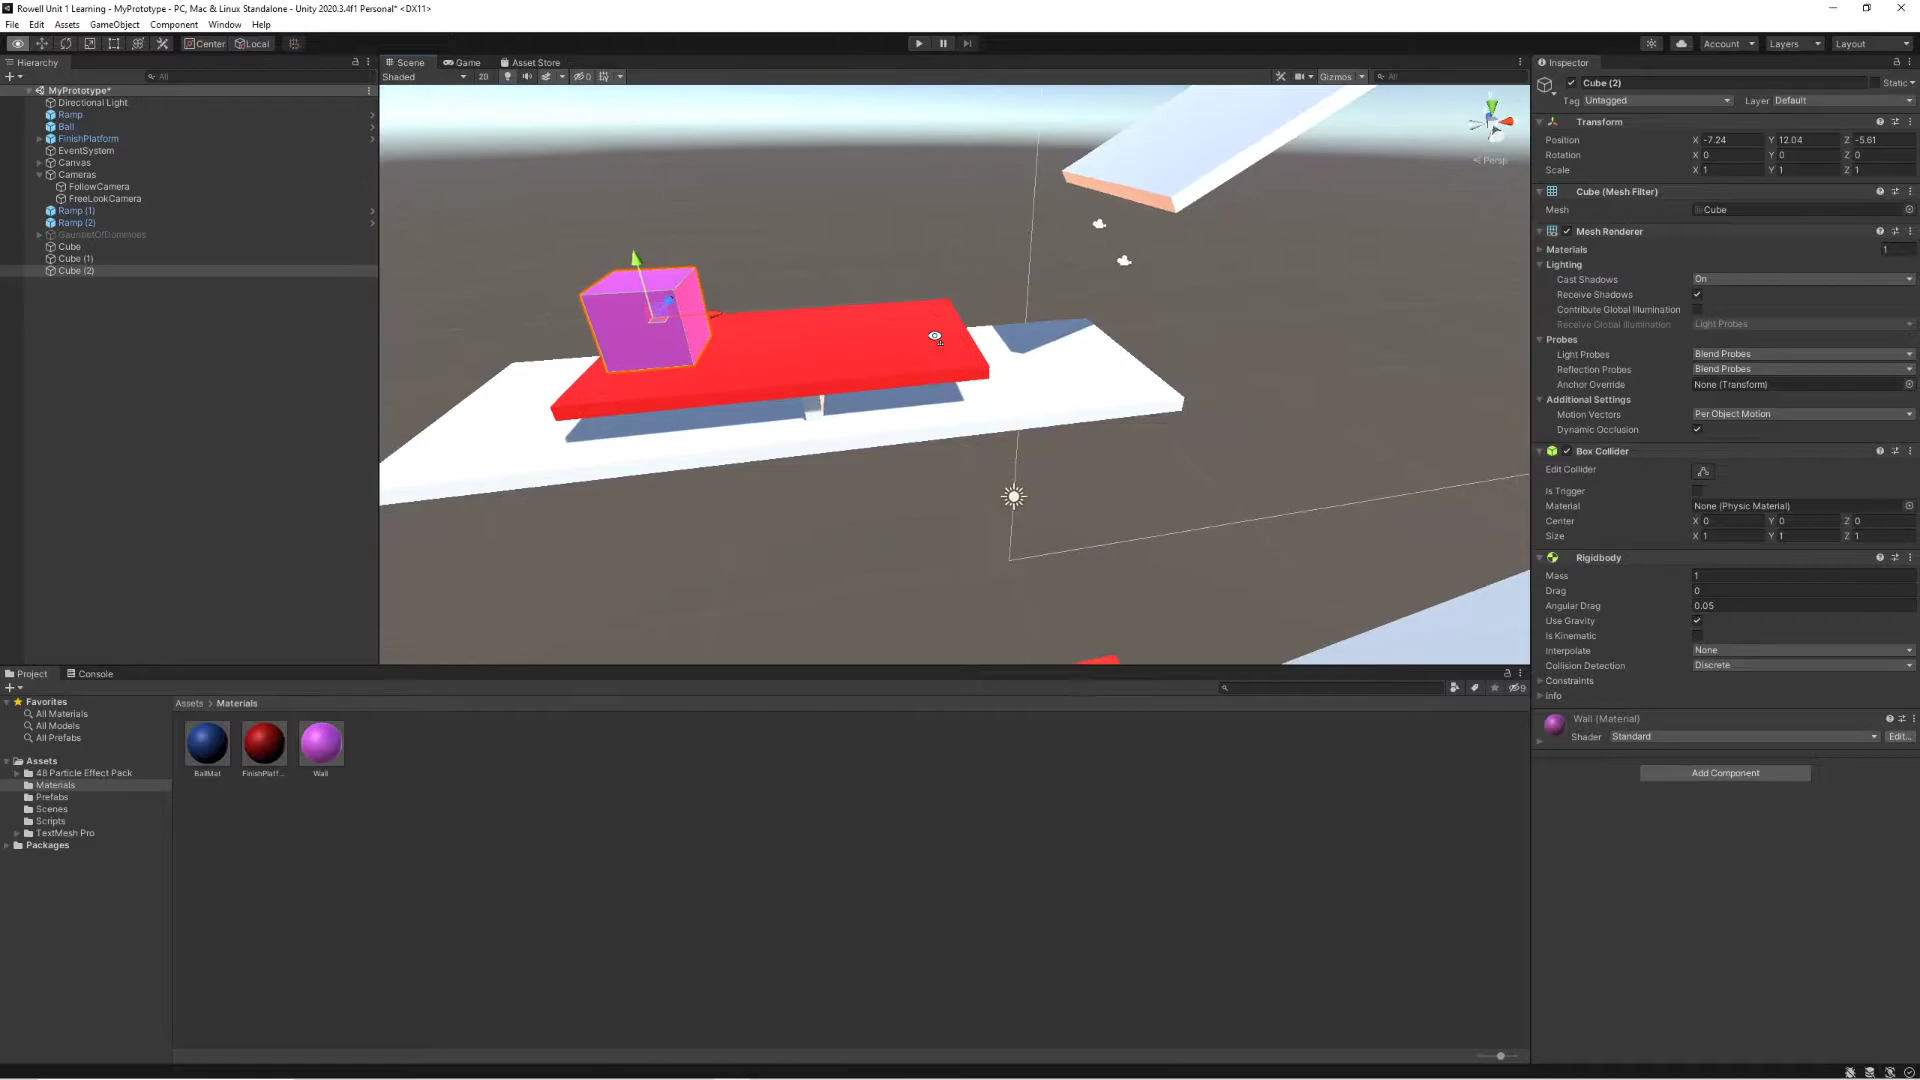 Rowell Unit 1 Learning - MyPrototype - PC, Mac & Linux Standalone - Unity 2020.3.4f1 Personal* <DX11>
File Edit Assets GameObject Component Window Help
Center Local Account Layers Layout
Hierarchy
All
MyPrototype*
Directional Light
Ramp
Ball
FinishPlatform
EventSystem
Canvas
Cameras
FollowCamera
FreeLookCamera
Ramp (1)
Ramp (2)
GauntletOfDominoes
Cube
Cube (1)
Cube (2)
Scene Game Asset Store
Shaded 2D 0 Gizmos All
y
Persp
Inspector
Cube (2) Static
Tag Untagged Layer Default
Transform
Position X -7.24 Y 12.04 Z -5.61
Rotation X 0 Y 0 Z 0
Scale X 1 Y 1 Z 1
Cube (Mesh Filter)
Mesh Cube
Mesh Renderer
Materials 1
Lighting
Cast Shadows On
Receive Shadows
Contribute Global Illumination
Receive Global Illumination Light Probes
Probes
Light Probes Blend Probes
Reflection Probes Blend Probes
Anchor Override None (Transform)
Additional Settings
Motion Vectors Per Object Motion
Dynamic Occlusion
Box Collider
Edit Collider
Is Trigger
Material None (Physic Material)
Center X 0 Y 0 Z 0
Size X 1 Y 1 Z 1
Rigidbody
Mass 1
Drag 0
Angular Drag 0.05
Use Gravity
Is Kinematic
Interpolate None
Collision Detection Discrete
Constraints
Info
Wall (Material)
Shader Standard Edit...
Add Component
Project Console
9
Favorites
All Materials
All Models
All Prefabs
Assets
48 Particle Effect Pack
Materials
Prefabs
Scenes
Scripts
TextMesh Pro
Packages
Assets > Materials
BallMat FinishPlatf... Wall